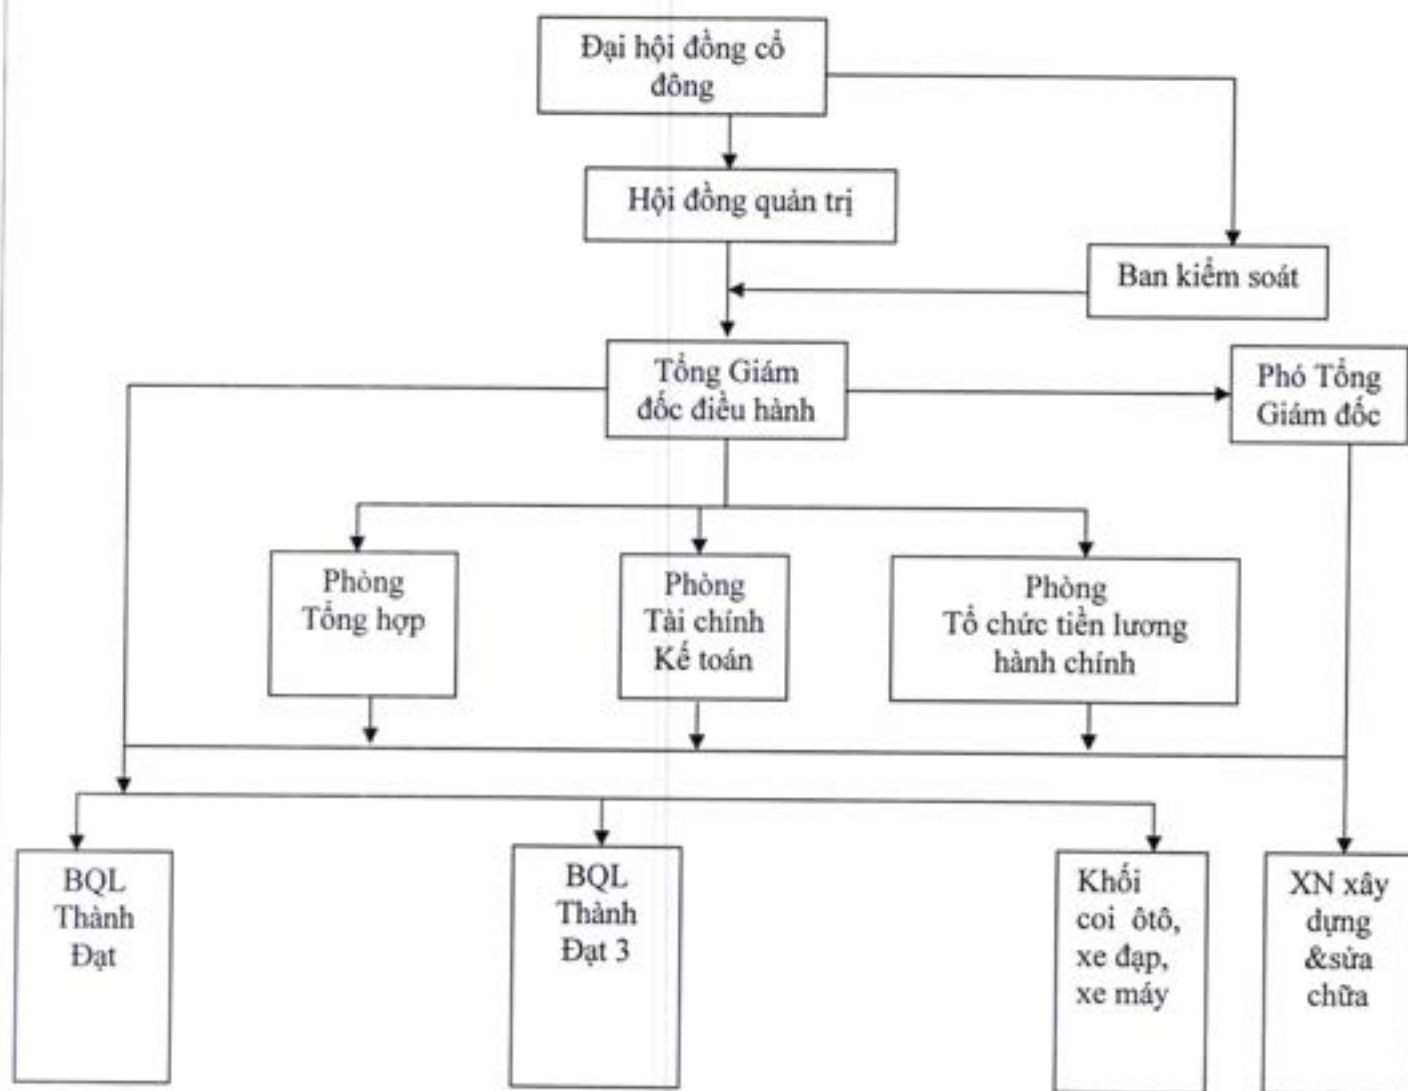 Đại hội đồng cổ
đông
Hội đồng quản trị
Ban kiểm soát
Tổng Giám
đốc điều hành
Phó Tổng
Giám đốc
Phòng
Tổng hợp
Phòng
Tài chính
Kế toán
Phòng
Tổ chức tiền lương
hành chính
BQL
Thành
Đạt
BQL
Thành
Đạt 3
Khối
coi ôtô,
xe đạp,
xe máy
XN xây
dựng
&sửa
chữa